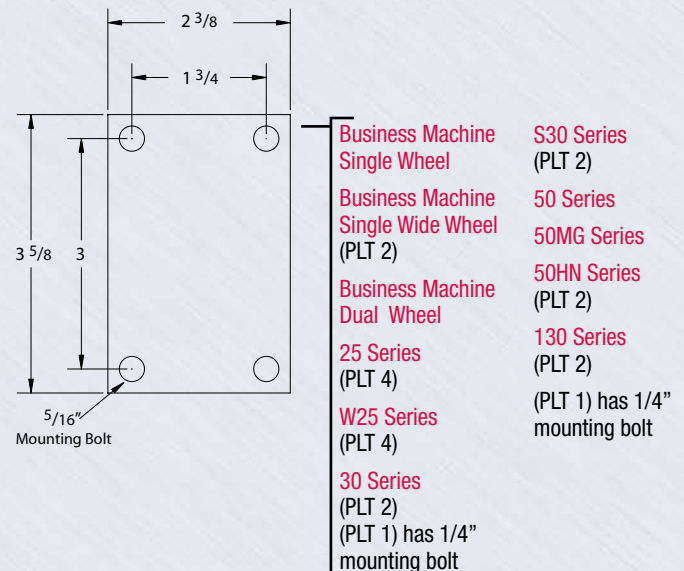 2 3/8
1 3/4
3 5/8
3
5/16"
Mounting Bolt
Business Machine
Single Wheel
Business Machine
Single Wide Wheel
(PLT 2)
Business Machine
Dual Wheel
25 Series
(PLT 4)
W25 Series
(PLT 4)
30 Series
(PLT 2)
(PLT 1) has 1/4”
mounting bolt
S30 Series
(PLT 2)
50 Series
50MG Series
50HN Series
(PLT 2)
130 Series
(PLT 2)
(PLT 1) has 1/4”
mounting bolt